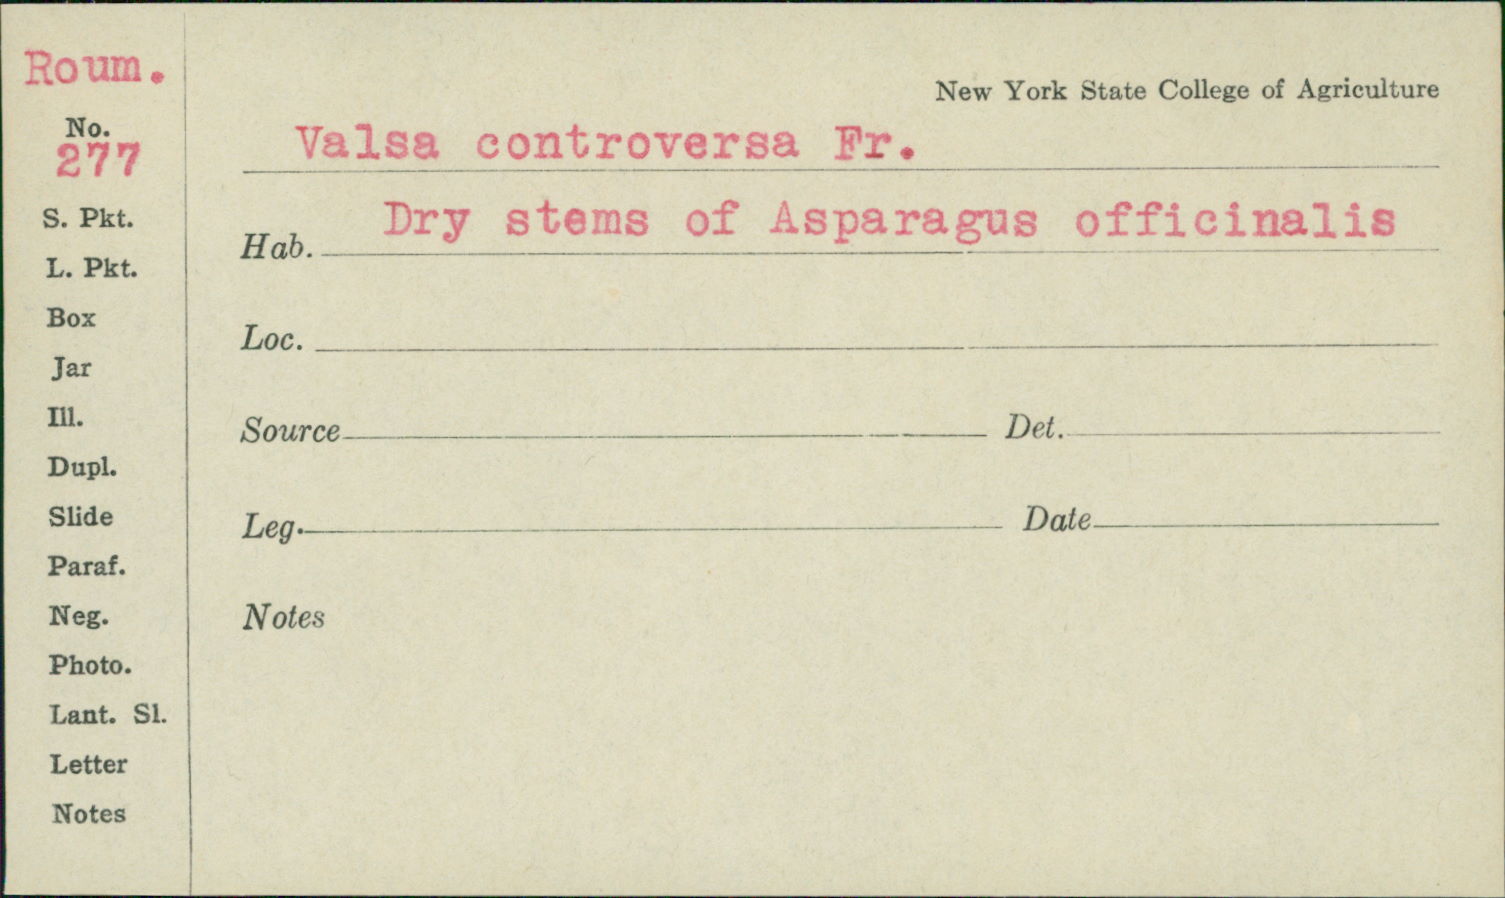 Roum.
No.
277
S. Pkt.
L. Pkt.
Box
Jar
Ill.
Dupl.
Slide
Paraf.
Neg.
Photo.
Lant. Sl.
Letter
Notes
New York State College of Agriculture
Valsa controversa Fr.
Hab. Dry stems of Asparagus officinalis
Loc.
Source Det.
Leg. Date
Notes